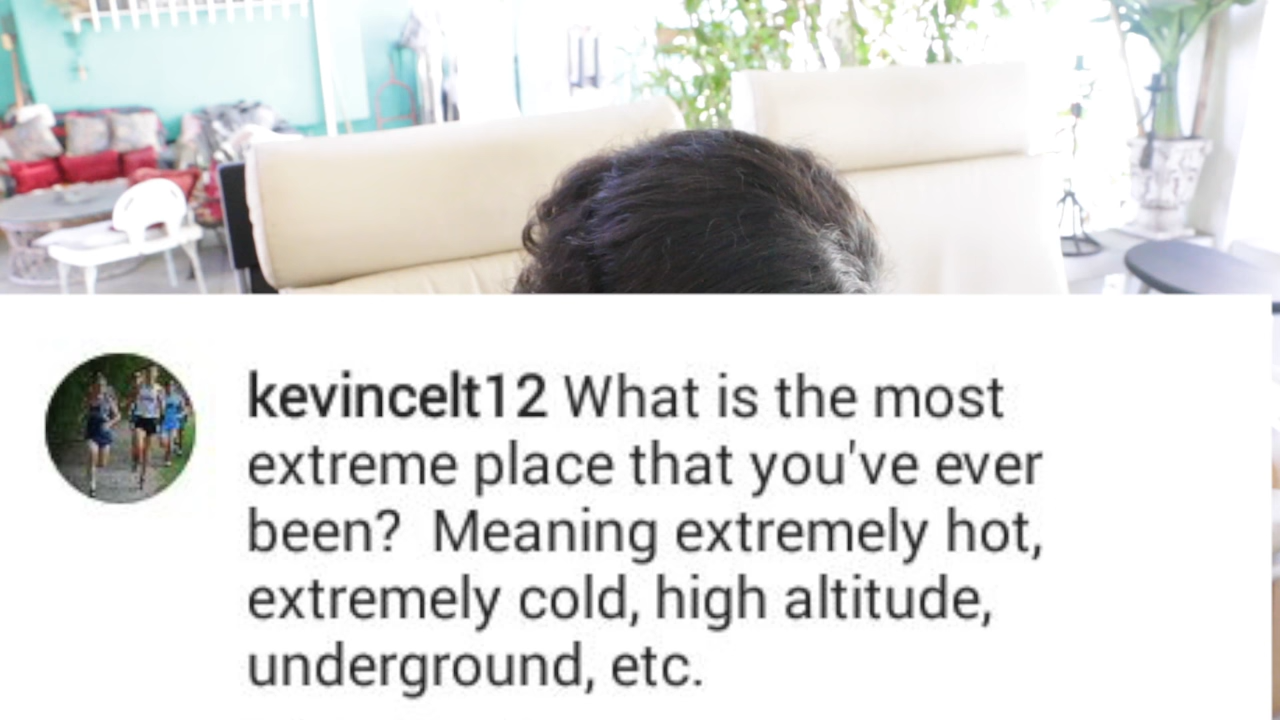 kevincelt12 What is the most
extreme place that you've ever
been? Meaning extremely hot,
extremely cold, high altitude,
underground, etc.